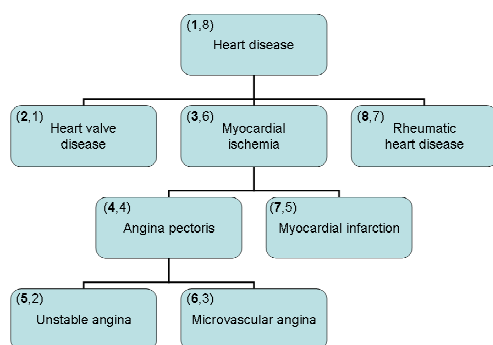 (1,8)
Heart disease
(2,1)
Heart valve
disease
(3,6)
Myocardial
ischemia
(8,7)
Rheumatic
heart disease
(4,4)
Angina pectoris
(7,5)
Myocardial infarction
(5,2)
Unstable angina
(6,3)
Microvascular angina